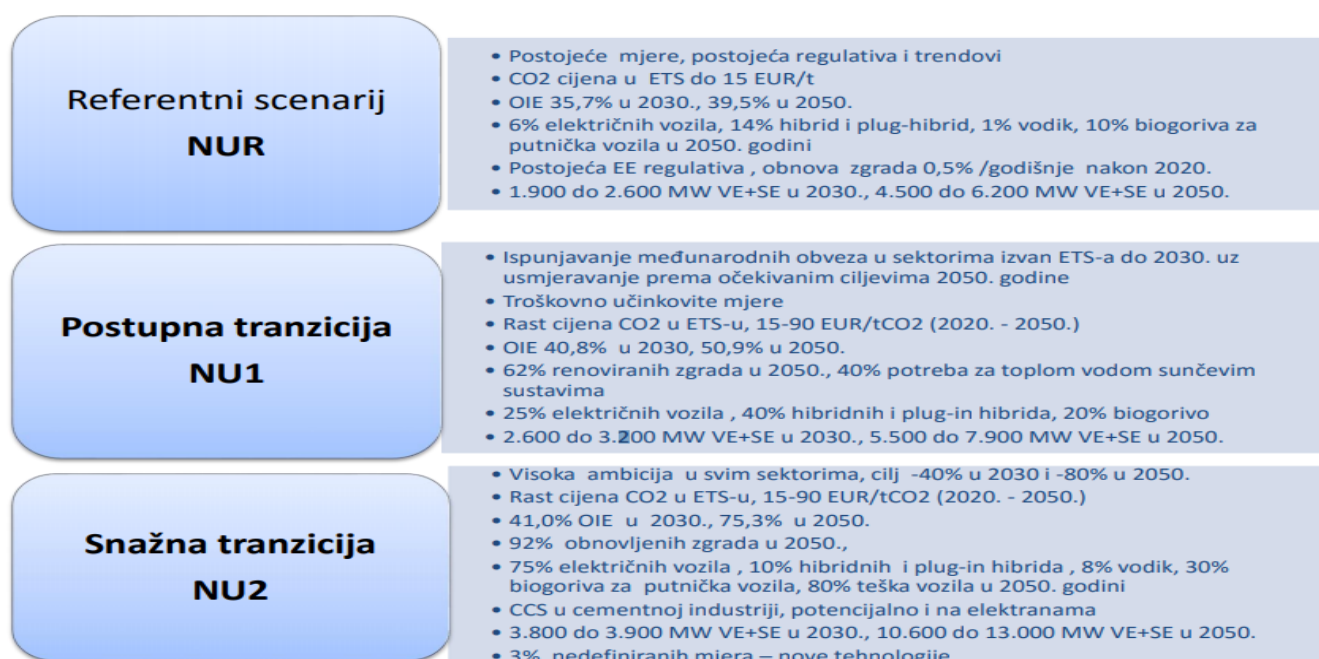 Referentni scenarij
NUR
• Postojeće mjere, postojeća regulativa i trendovi
• CO2 cijena u ETS do 15 EUR/t
• OIE 35,7% u 2030., 39,5% u 2050.
• 6% električnih vozila, 14% hibrid i plug-hibrid, 1% vodik, 10% biogoriva za
putnička vozila u 2050. godini
• Postojeća EE regulativa , obnova zgrada 0,5% /godišnje nakon 2020.
• 1.900 do 2.600 MW VE+SE u 2030., 4.500 do 6.200 MW VE+SE u 2050.
Postupna tranzicija
NU1
• Ispunjavanje međunarodnih obveza u sektorima izvan ETS-a do 2030. uz
usmjeravanje prema očekivanim ciljevima 2050. godine
• Troškovno učinkovite mjere
• Rast cijena CO2 u ETS-u, 15-90 EUR/tCO2 (2020. - 2050.)
• OIE 40,8% u 2030, 50,9% u 2050.
• 62% renoviranih zgrada u 2050., 40% potreba za toplom vodom sunčevim
sustavima
• 25% električnih vozila , 40% hibridnih i plug-in hibrida, 20% biogorivo
• 2.600 do 3.200 MW VE+SE u 2030., 5.500 do 7.900 MW VE+SE u 2050.
Snažna tranzicija
NU2
• Visoka ambicija u svim sektorima, cilj -40% u 2030 i -80% u 2050.
• Rast cijena CO2 u ETS-u, 15-90 EUR/tCO2 (2020. - 2050.)
• 41,0% OIE u 2030., 75,3% u 2050.
• 92% obnovljenih zgrada u 2050.,
• 75% električnih vozila , 10% hibridnih i plug-in hibrida , 8% vodik, 30%
biogoriva za putnička vozila, 80% teška vozila u 2050. godini
• CCS u cementnoj industriji, potencijalno i na elektranama
• 3.800 do 3.900 MW VE+SE u 2030., 10.600 do 13.000 MW VE+SE u 2050.
• 3% nedefiniranih mjera – nove tehnologije